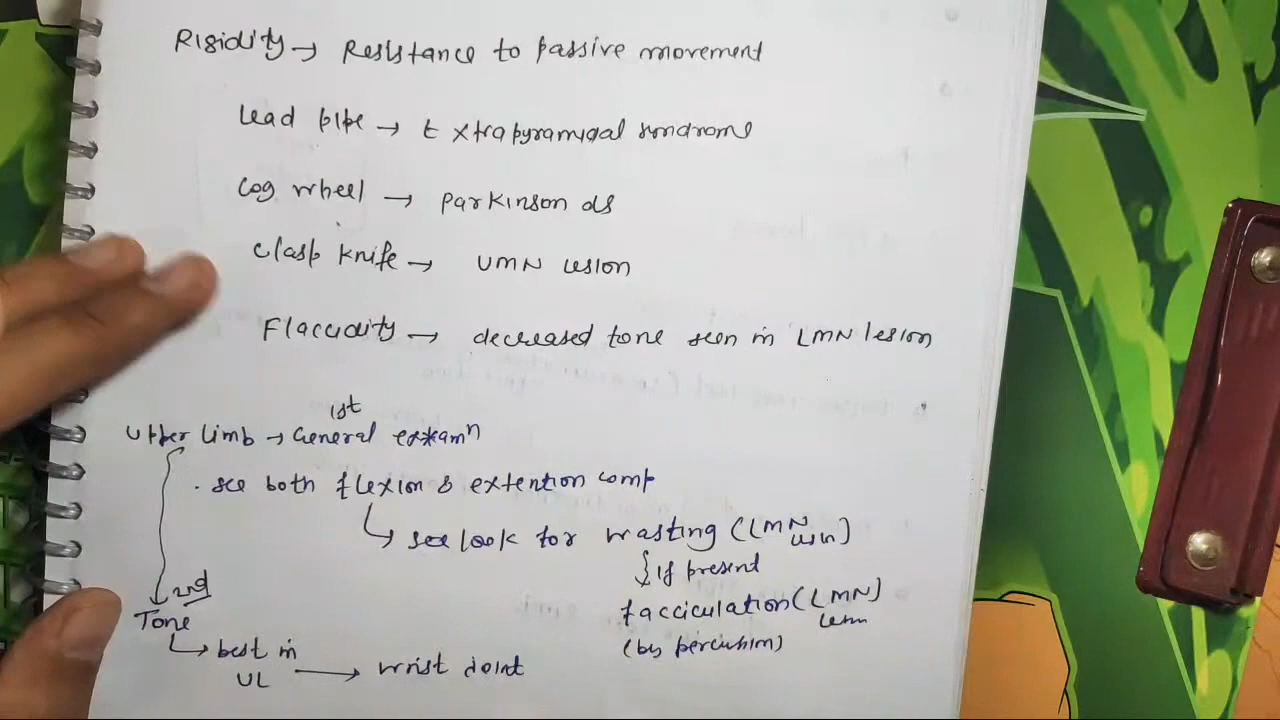 Rigidity → Resistance to passive movement
Lead pipe → Extrapyramidal syndrome
Cog wheel → parkinson ds
Clasp knife → UMN lesion
Flaccidity → decreased tone seen in LMN lesion
1st
Upper limb → General examⁿ
. see both flexion & extention comp
↳ see look for wasting (LMN lesion)
if present
facciculation (LMN)
lesion
(by percussion)
2nd
Tone
↳ best in → wrist joint
UL